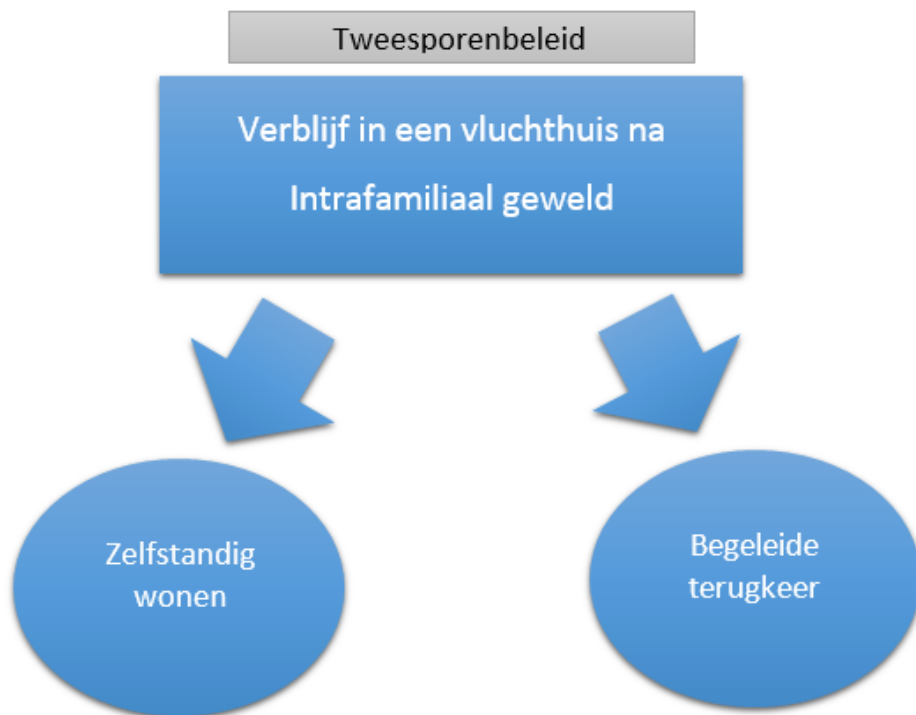 Tweesporenbeleid
Verblijf in een vluchthuis na
Intrafamiliaal geweld
Zelfstandig
wonen
Begeleide
terugkeer